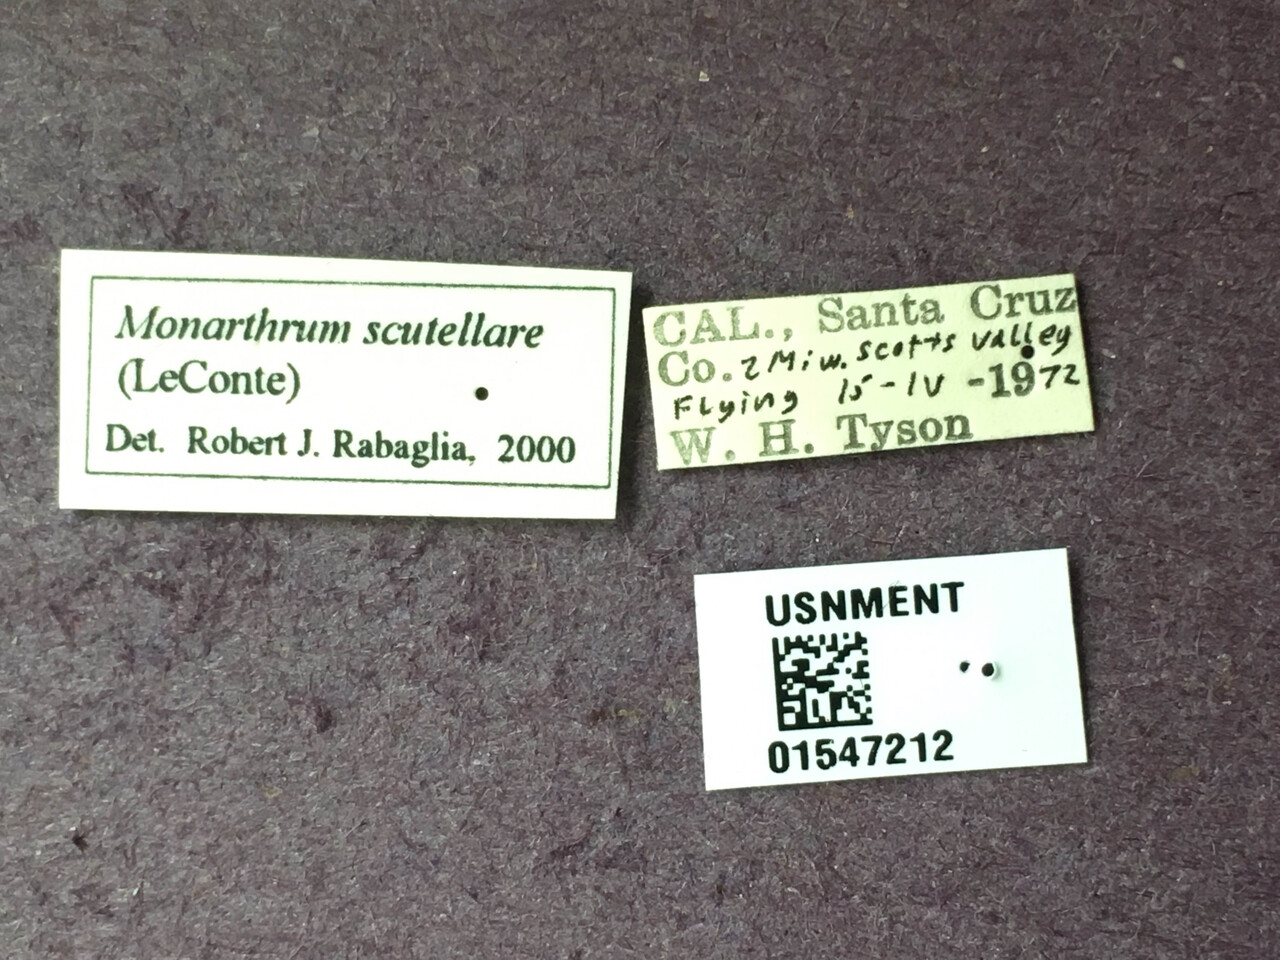 Monarthrum scutellare
(LeConte)
Det. Robert J. Rabaglia, 2000
CAL., Santa Cruz
Co. 2 Mi w. scotts valley
Flying 15-IV -1972
W. H. Tyson
USNMENT
01547212